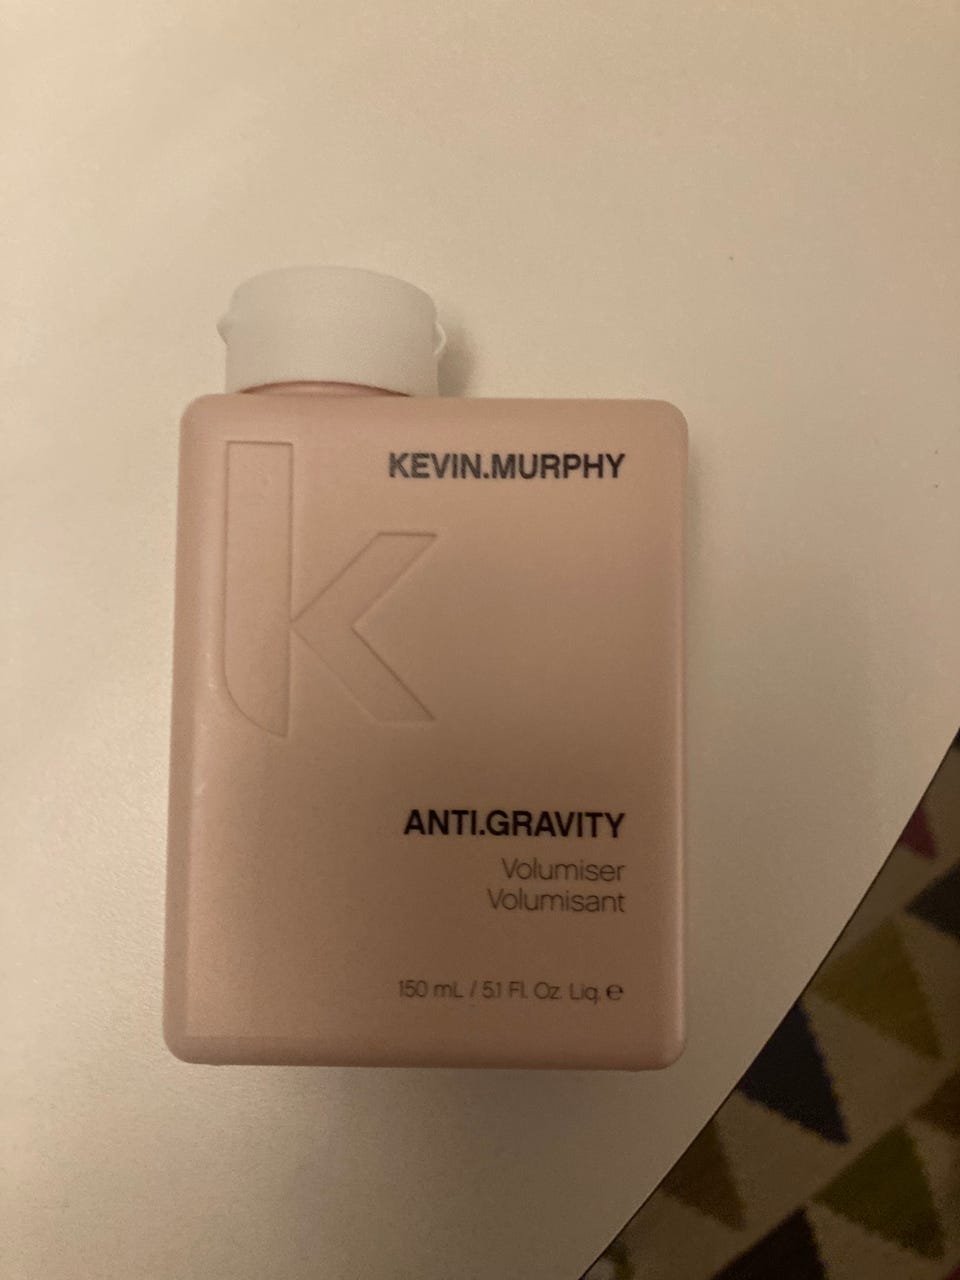 KEVIN.MURPHY
ANTI.GRAVITY
Volumiser
Volumisant
150 mL / 5.1 Fl. Oz. Liq. ℮